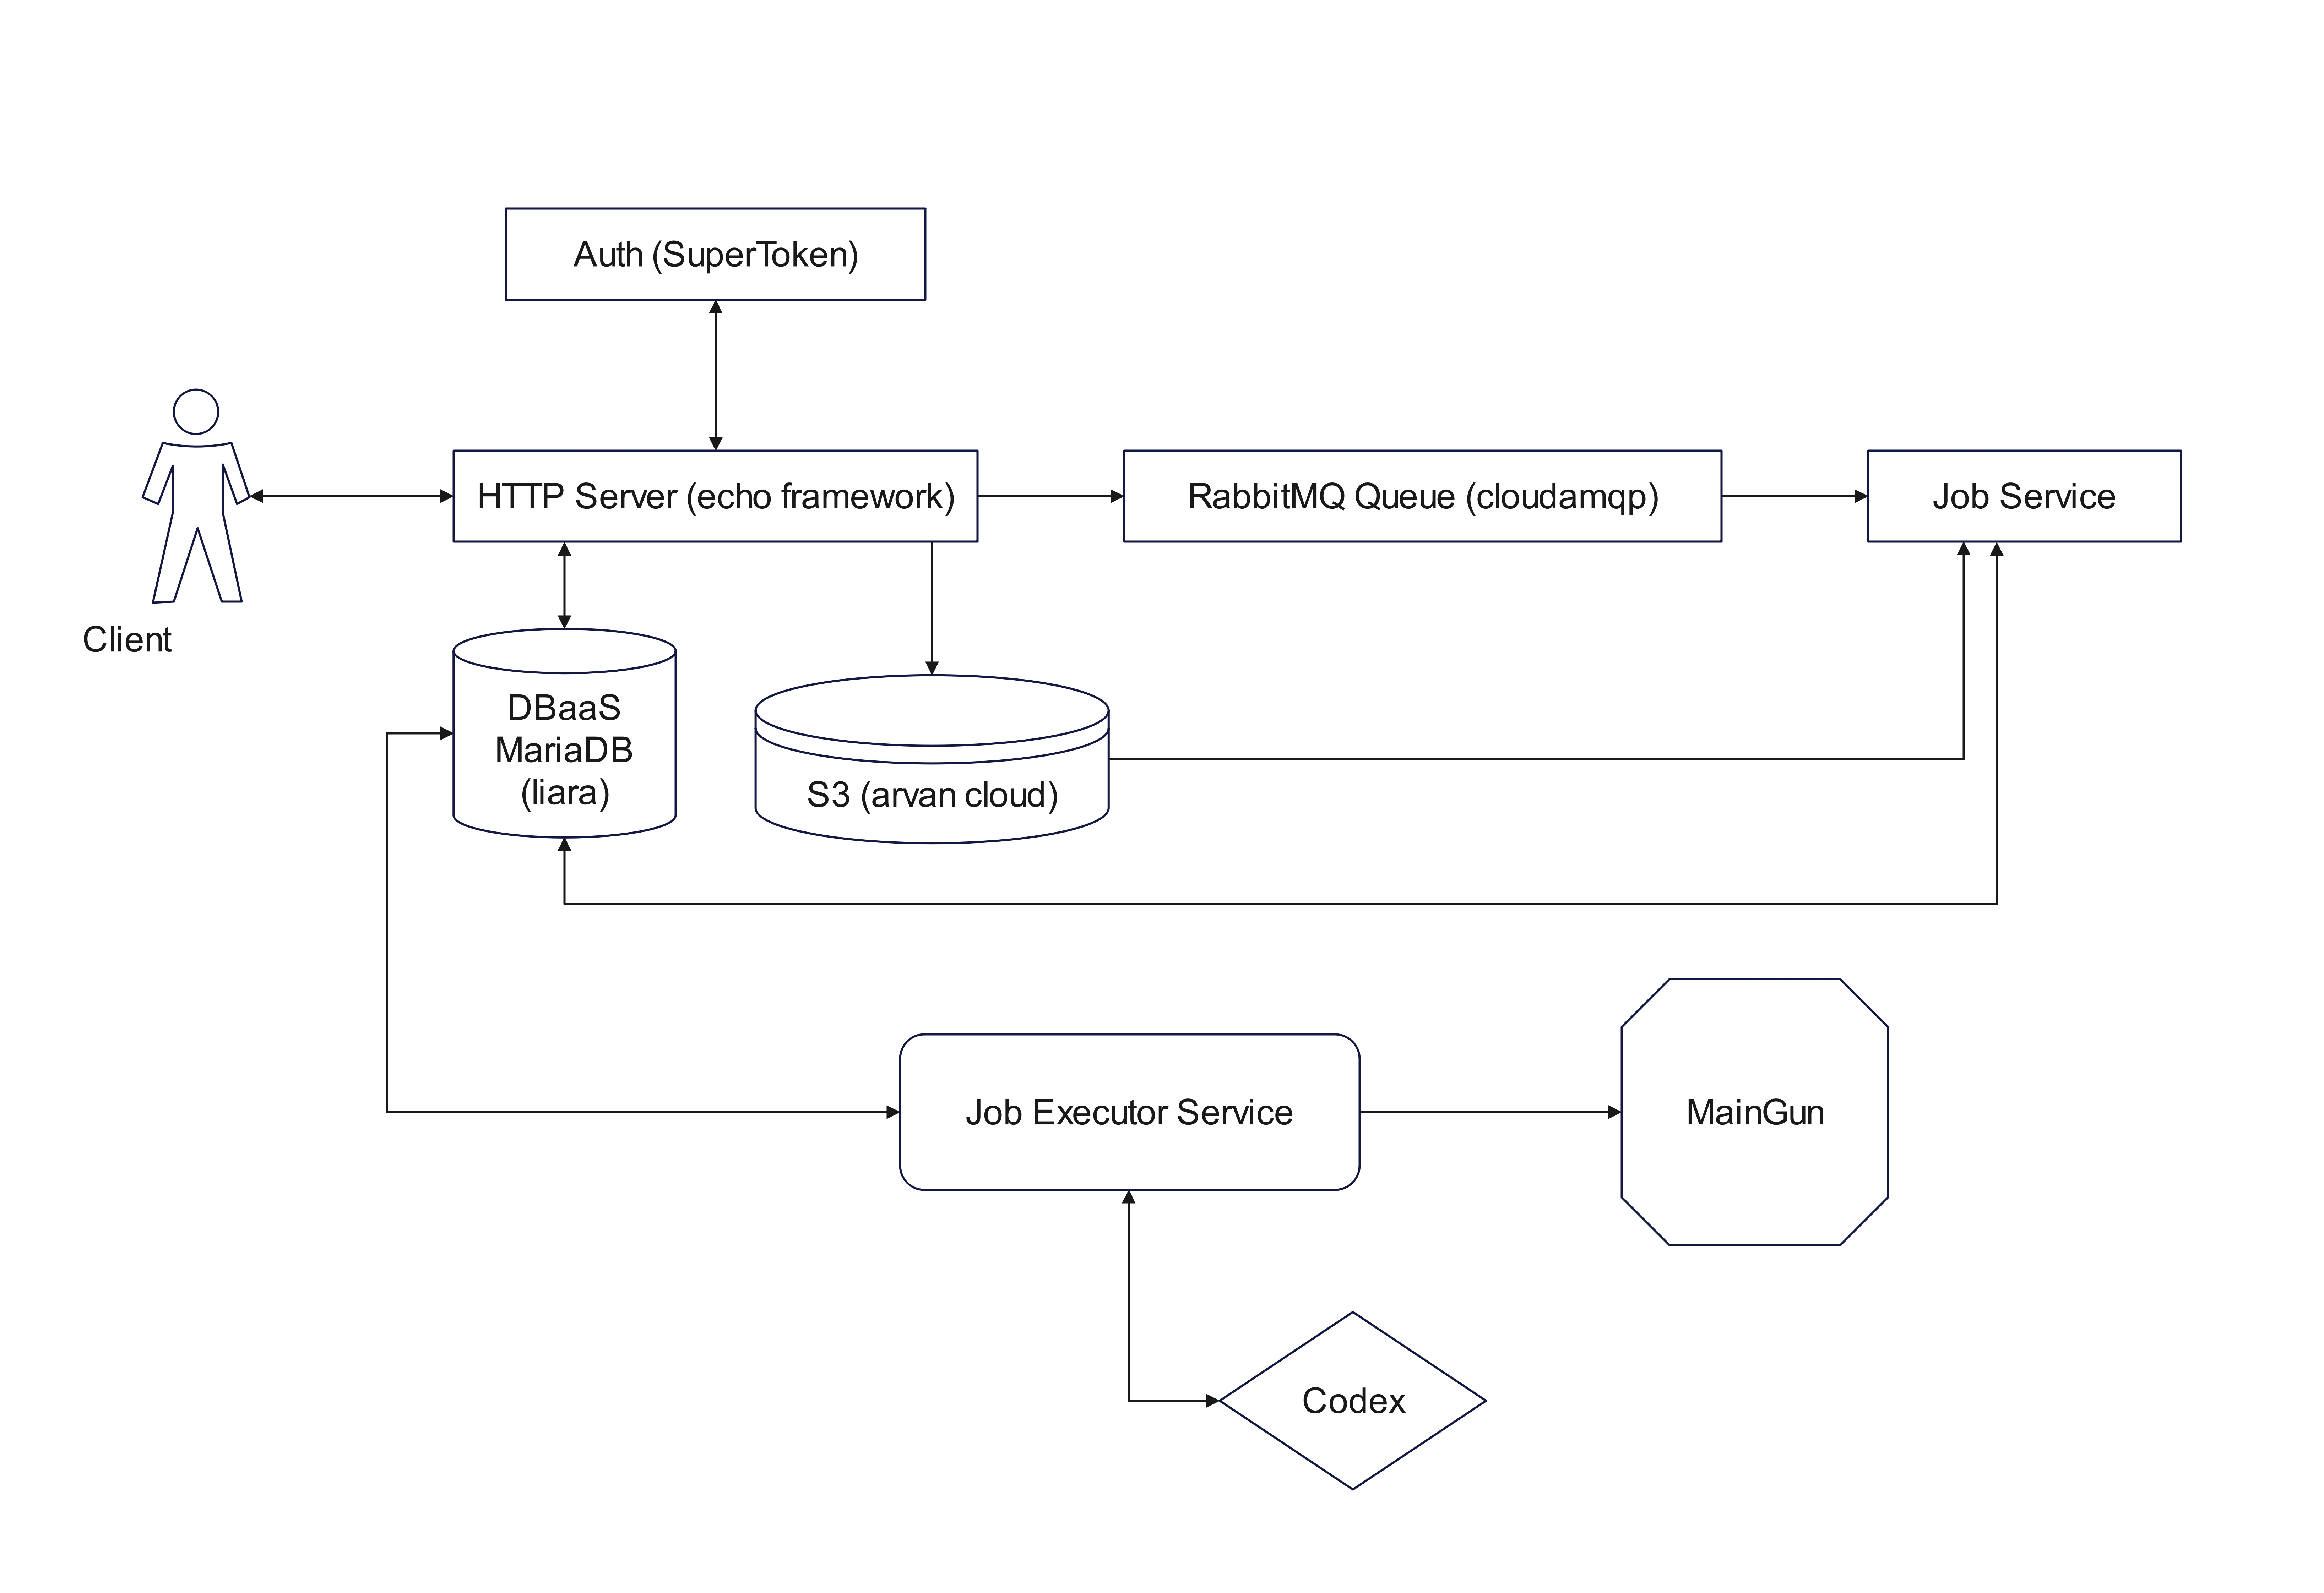 Auth (SuperToken)
HTTP Server (echo framework)
RabbitMQ Queue (cloudamqp)
Job Service
Client
DBaaS
MariaDB
(liara)
S3 (arvan cloud)
Job Executor Service
MainGun
Codex